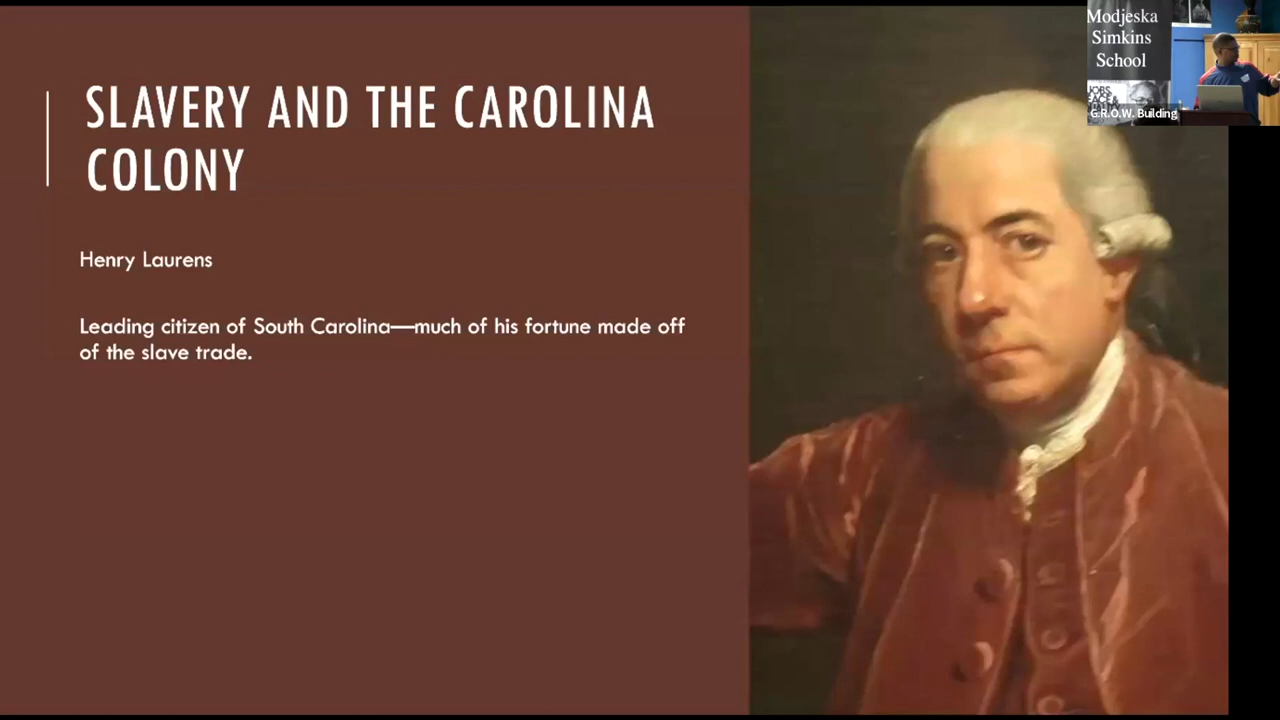 SLAVERY AND THE CAROLINA
COLONY
Henry Laurens
Leading citizen of South Carolina—much of his fortune made off
of the slave trade.
Modjeska
Simkins
School
JOBS
G.R.O.W. Building